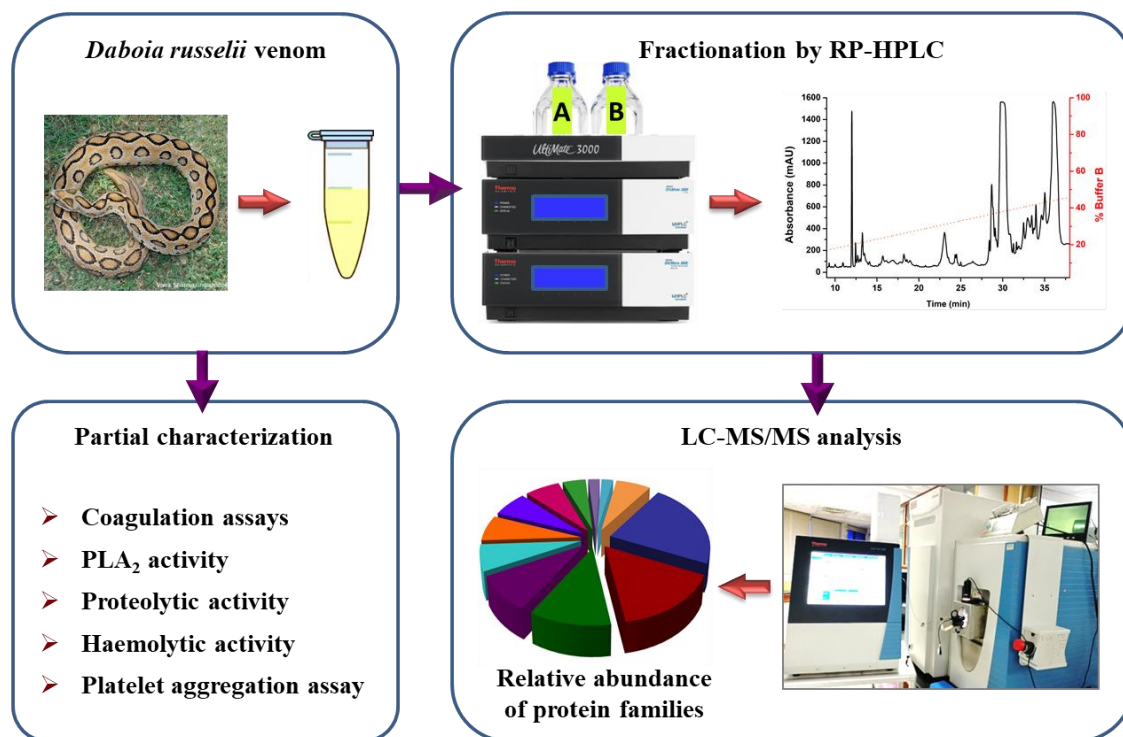 Daboia russelii venom
Fractionation by RP-HPLC
A B
UltiMate 3000
Thermo
Thermo
Absorbance (mAU)
1600
1400
1200
1000
800
600
400
200
0
10 15 20 25 30 35
Time (min)
100
80
60
40
20
% Buffer B
Partial characterization
➢ Coagulation assays
➢ PLA₂ activity
➢ Proteolytic activity
➢ Haemolytic activity
➢ Platelet aggregation assay
LC-MS/MS analysis
Relative abundance
of protein families